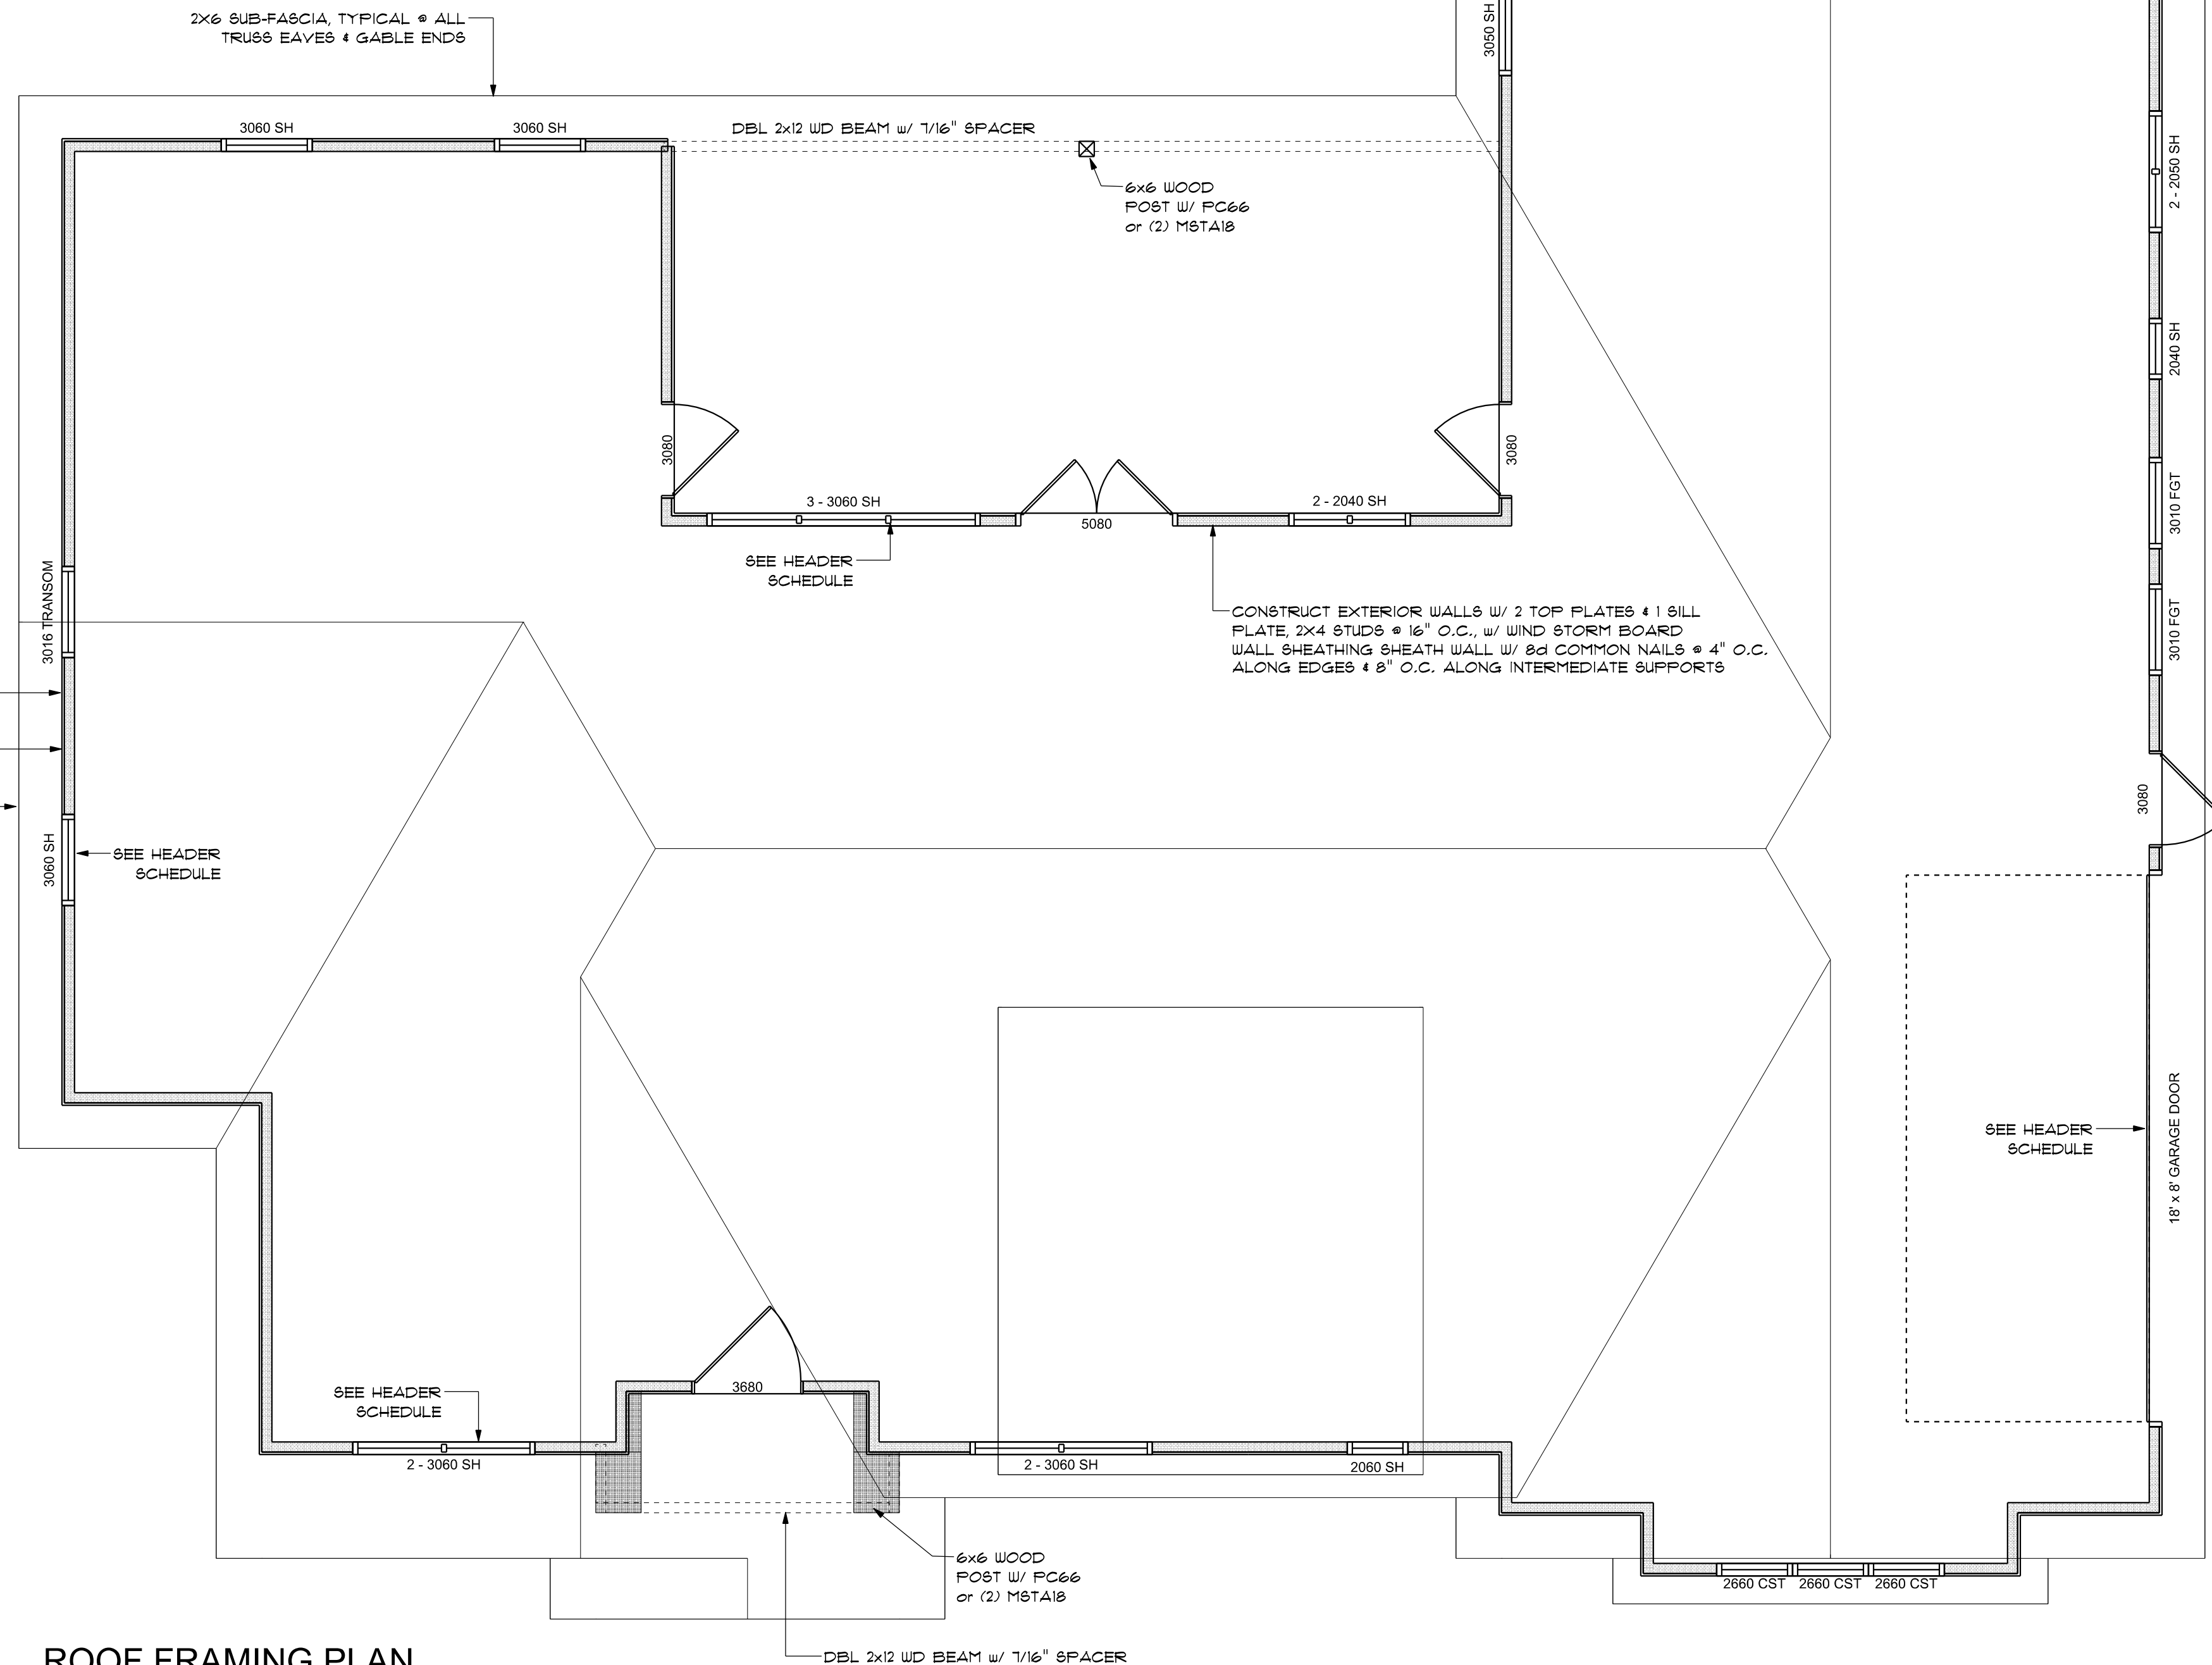 2X6 SUB-FASCIA, TYPICAL @ ALL
TRUSS EAVES & GABLE ENDS
3050 SH
3060 SH
3060 SH
DBL 2x12 WD BEAM w/ 7/16" SPACER
6x6 WOOD
POST W/ PC66
or (2) MSTA18
2 - 2050 SH
2040 SH
3080
3080
3010 FGT
3 - 3060 SH
5080
2 - 2040 SH
SEE HEADER
SCHEDULE
3016 TRANSOM
CONSTRUCT EXTERIOR WALLS W/ 2 TOP PLATES & 1 SILL
PLATE, 2X4 STUDS @ 16" O.C., w/ WIND STORM BOARD
WALL SHEATHING SHEATH WALL W/ 8d COMMON NAILS @ 4" O.C.
ALONG EDGES & 8" O.C. ALONG INTERMEDIATE SUPPORTS
3010 FGT
3080
3060 SH
SEE HEADER
SCHEDULE
SEE HEADER
SCHEDULE
18' x 8' GARAGE DOOR
3680
SEE HEADER
SCHEDULE
2 - 3060 SH
2 - 3060 SH
2060 SH
6x6 WOOD
POST W/ PC66
or (2) MSTA18
2660 CST
2660 CST
2660 CST
DBL 2x12 WD BEAM w/ 7/16" SPACER
ROOF FRAMING PLAN